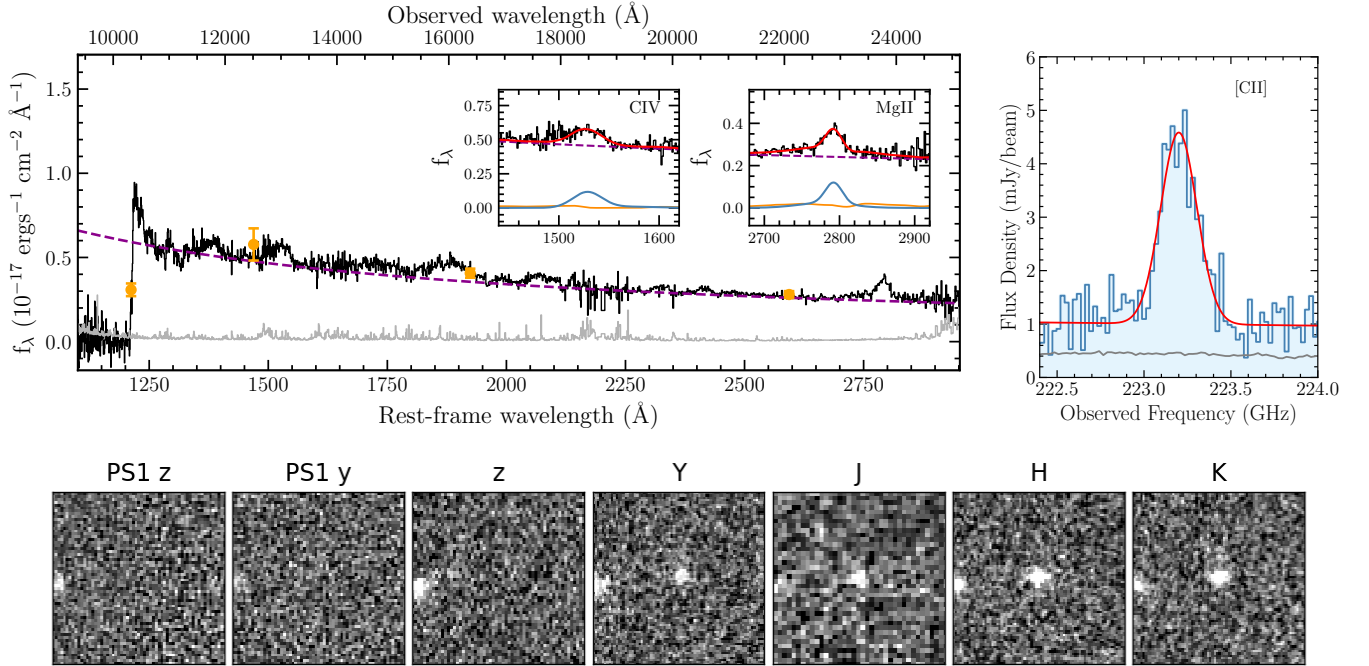 Observed wavelength (Å)
10000 12000 14000 16000 18000 20000 22000 24000
f_λ (10⁻¹⁷ ergs⁻¹ cm⁻² Å⁻¹)
1.5
1.0
0.5
0.0
1250 1500 1750 2000 2250 2500 2750
Rest-frame wavelength (Å)
CIV
f_λ
0.75
0.50
0.25
0.00
1500 1600
MgII
f_λ
0.4
0.2
0.0
2700 2800 2900
[CII]
Flux Density (mJy/beam)
6
5
4
3
2
1
0
222.5 223.0 223.5 224.0
Observed Frequency (GHz)
PS1 z PS1 y z Y J H K